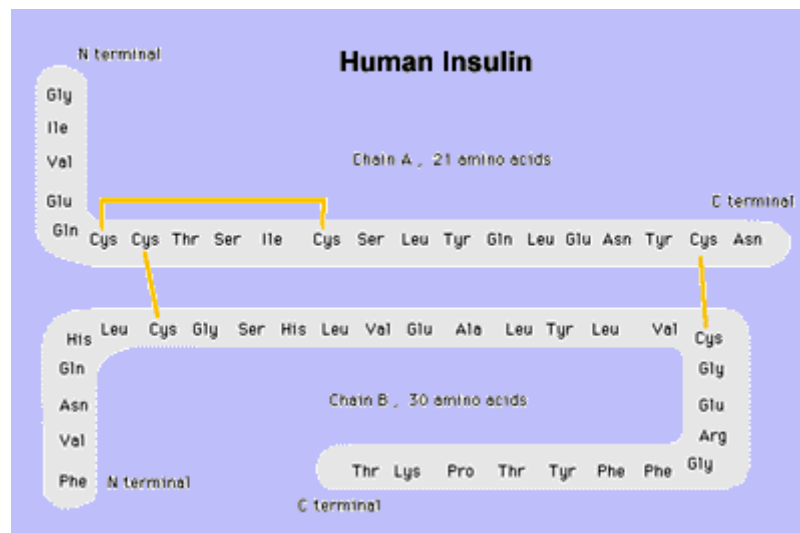 N terminal
Human Insulin
Gly
Ile
Val
Chain A , 21 amino acids
Glu
C terminal
Gln Cys Cys Thr Ser Ile Cys Ser Leu Tyr Gln Leu Glu Asn Tyr Cys Asn
His Leu Cys Gly Ser His Leu Val Glu Ala Leu Tyr Leu Val Cys
Gln Gly
Chain B , 30 amino acids
Asn Glu
Val Arg
Thr Lys Pro Thr Tyr Phe Phe Gly
Phe N terminal
C terminal